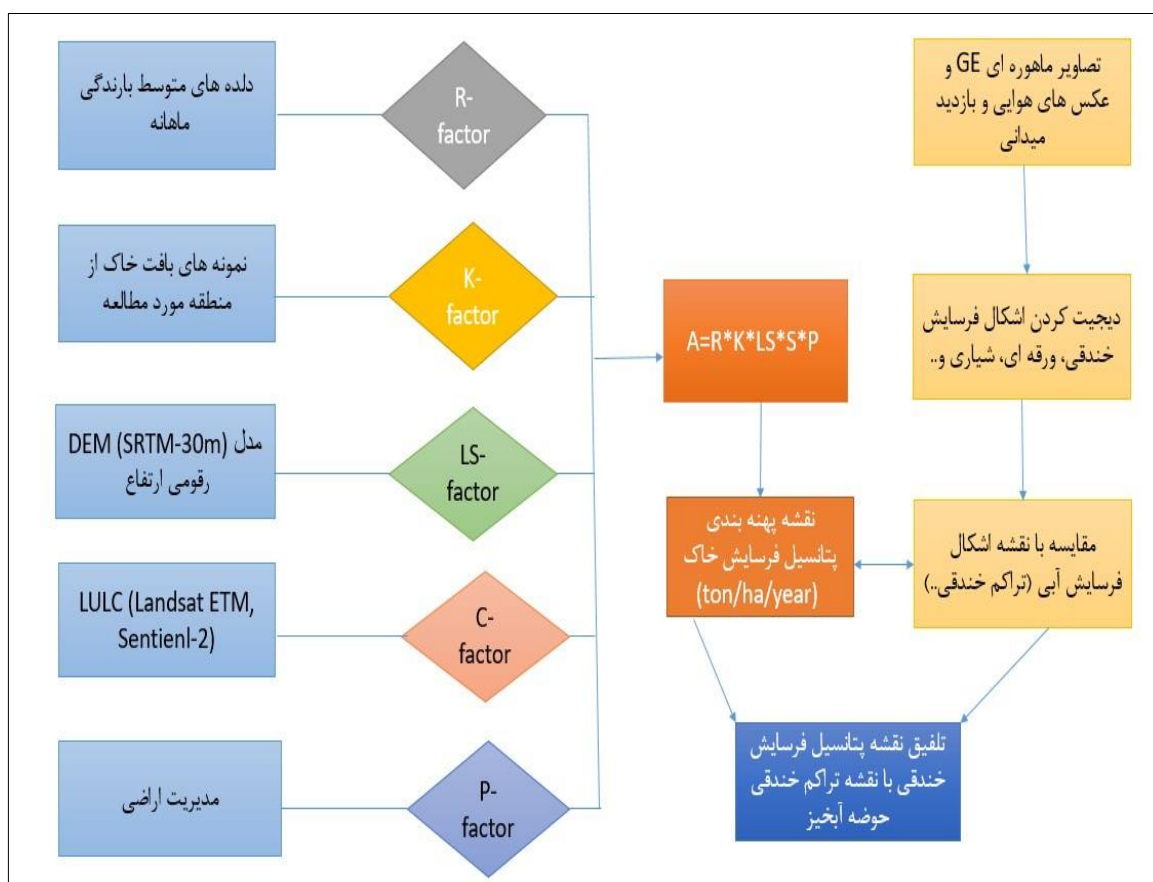 دلده های متوسط بارندگی
ماهانه
R-
factor
نمونه های بافت خاک از
منطقه مورد مطالعه
K-
factor
DEM (SRTM-30m) مدل
رقومی ارتفاع
LS-
factor
LULC (Landsat ETM,
Sentienl-2)
C-
factor
مدیریت اراضی
P-
factor
A=R*K*LS*S*P
نقشه پهنه بندی
پتانسیل فرسایش خاک
(ton/ha/year)
تصاویر ماهوره ای GE و
عکس های هوایی و بازدید
میدانی
دیجیت کردن اشکال فرسایش
خندقی، ورقه ای، شیاری و..
مقایسه با نقشه اشکال
فرسایش آبی (تراکم خندقی..)
تلفیق نقشه پتانسیل فرسایش
خندقی با نقشه تراکم خندقی
حوضه آبخیز